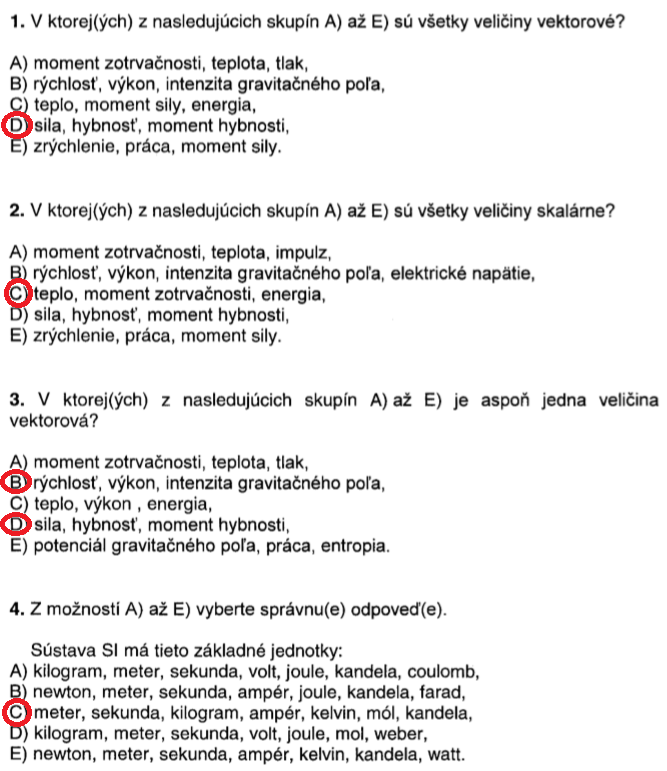 1. V ktorej(ých) z nasledujúcich skupín A) až E) sú všetky veličiny vektorové?
A) moment zotrvačnosti, teplota, tlak,
B) rýchlosť, výkon, intenzita gravitačného poľa,
C) teplo, moment sily, energia,
D) sila, hybnosť, moment hybnosti,
E) zrýchlenie, práca, moment sily.
2. V ktorej(ých) z nasledujúcich skupín A) až E) sú všetky veličiny skalárne?
A) moment zotrvačnosti, teplota, impulz,
B) rýchlosť, výkon, intenzita gravitačného poľa, elektrické napätie,
C) teplo, moment zotrvačnosti, energia,
D) sila, hybnosť, moment hybnosti,
E) zrýchlenie, práca, moment sily.
3. V ktorej(ých) z nasledujúcich skupín A) až E) je aspoň jedna veličina
vektorová?
A) moment zotrvačnosti, teplota, tlak,
B) rýchlosť, výkon, intenzita gravitačného poľa,
C) teplo, výkon , energia,
D) sila, hybnosť, moment hybnosti,
E) potenciál gravitačného poľa, práca, entropia.
4. Z možností A) až E) vyberte správnu(e) odpoveď(e).
Sústava SI má tieto základné jednotky:
A) kilogram, meter, sekunda, volt, joule, kandela, coulomb,
B) newton, meter, sekunda, ampér, joule, kandela, farad,
C) meter, sekunda, kilogram, ampér, kelvin, mól, kandela,
D) kilogram, meter, sekunda, volt, joule, mol, weber,
E) newton, meter, sekunda, ampér, kelvin, kandela, watt.